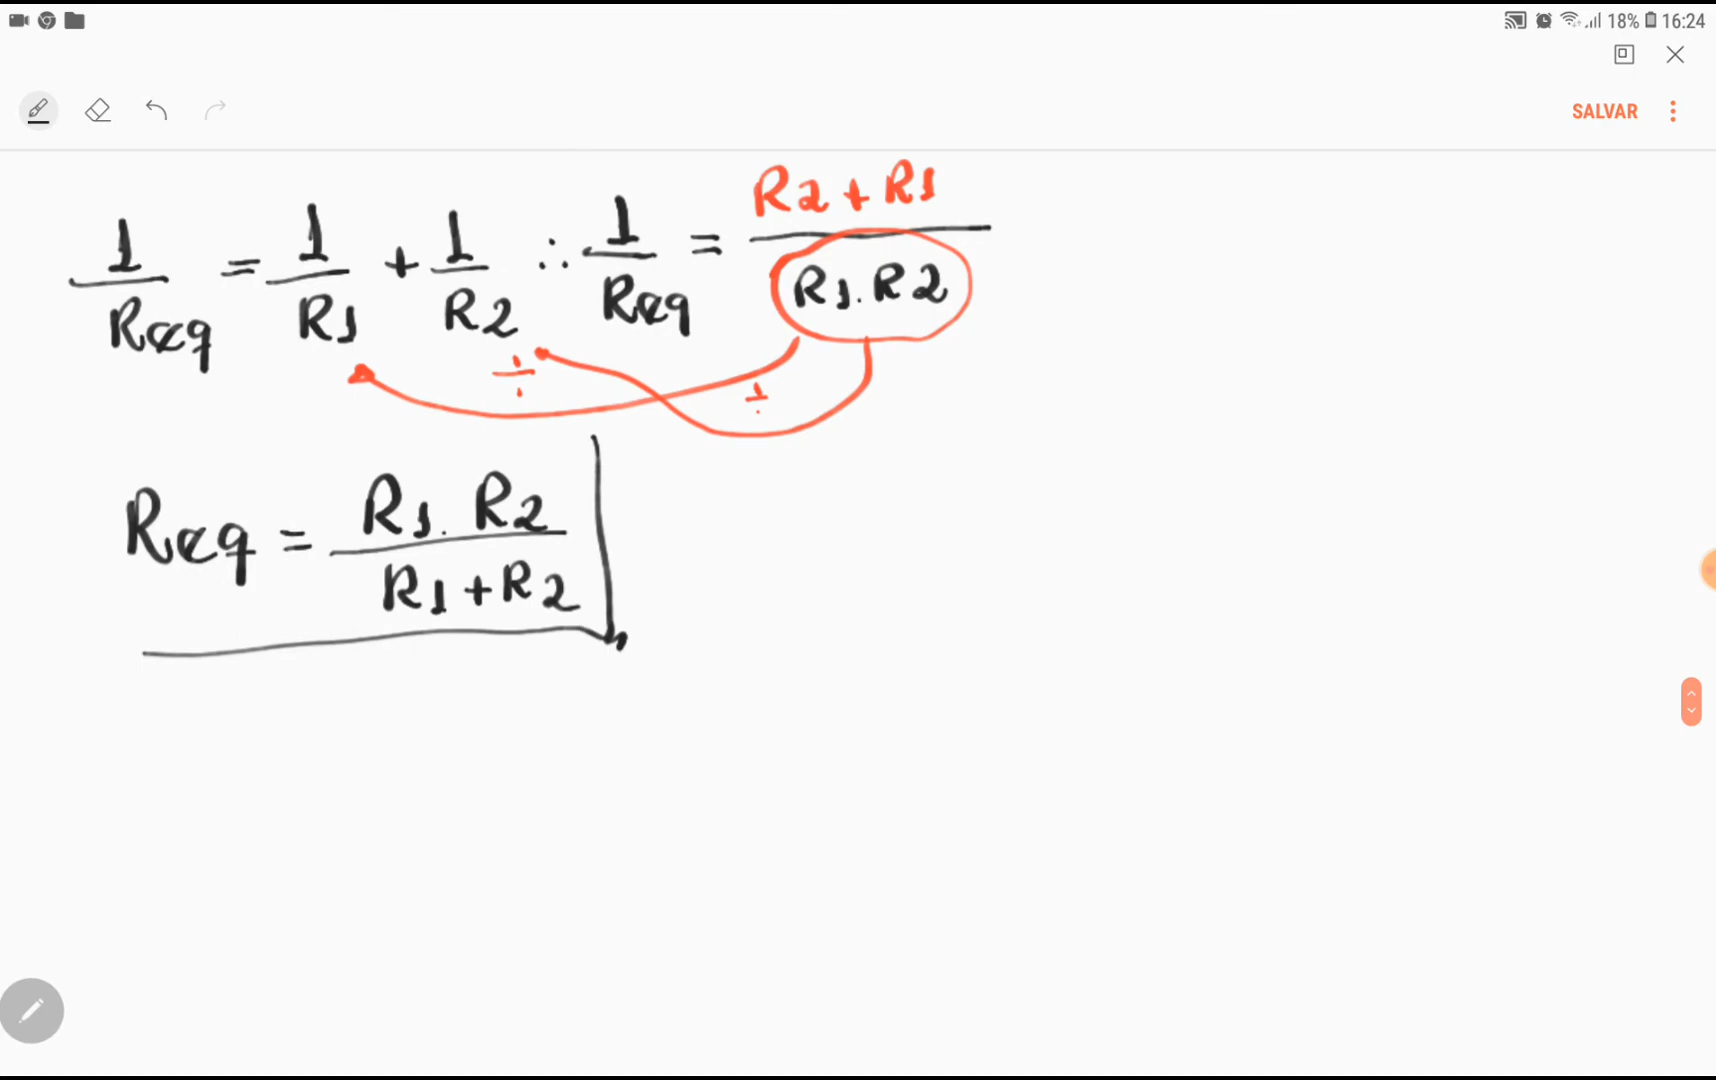 18% 16:24
SALVAR
1/Req = 1/R1 + 1/R2 ∴ 1/Req = R2 + R1/R1.R2
÷ ÷
Req = R1.R2/R1+R2